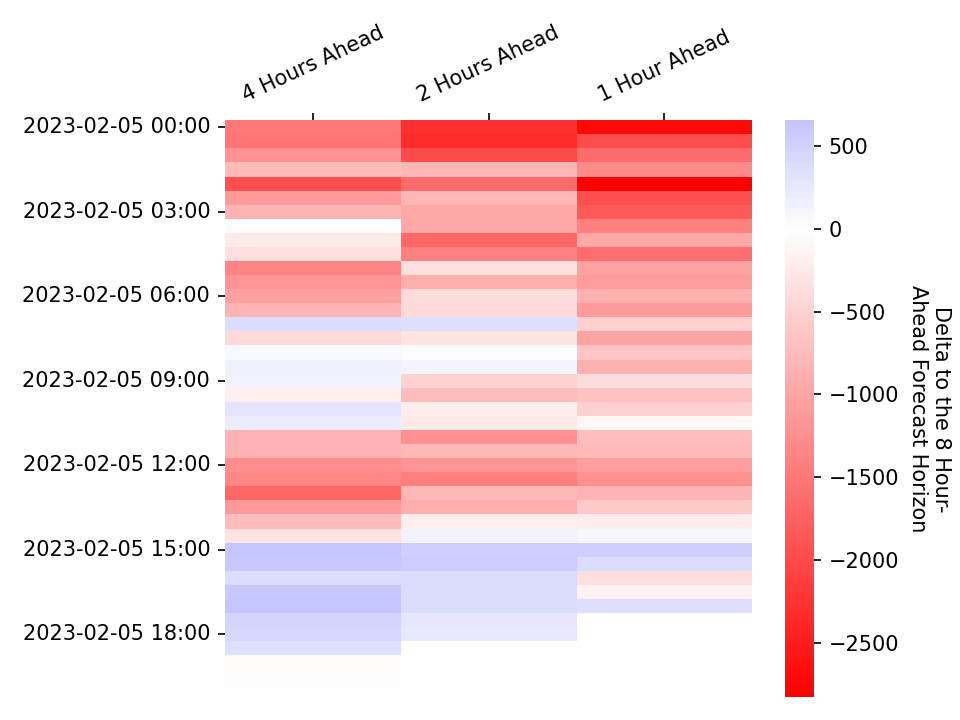 4 Hours Ahead
2 Hours Ahead
1 Hour Ahead
2023-02-05 00:00
2023-02-05 03:00
2023-02-05 06:00
2023-02-05 09:00
2023-02-05 12:00
2023-02-05 15:00
2023-02-05 18:00
500
0
−500
−1000
−1500
−2000
−2500
Delta to the 8 Hour-
Ahead Forecast Horizon